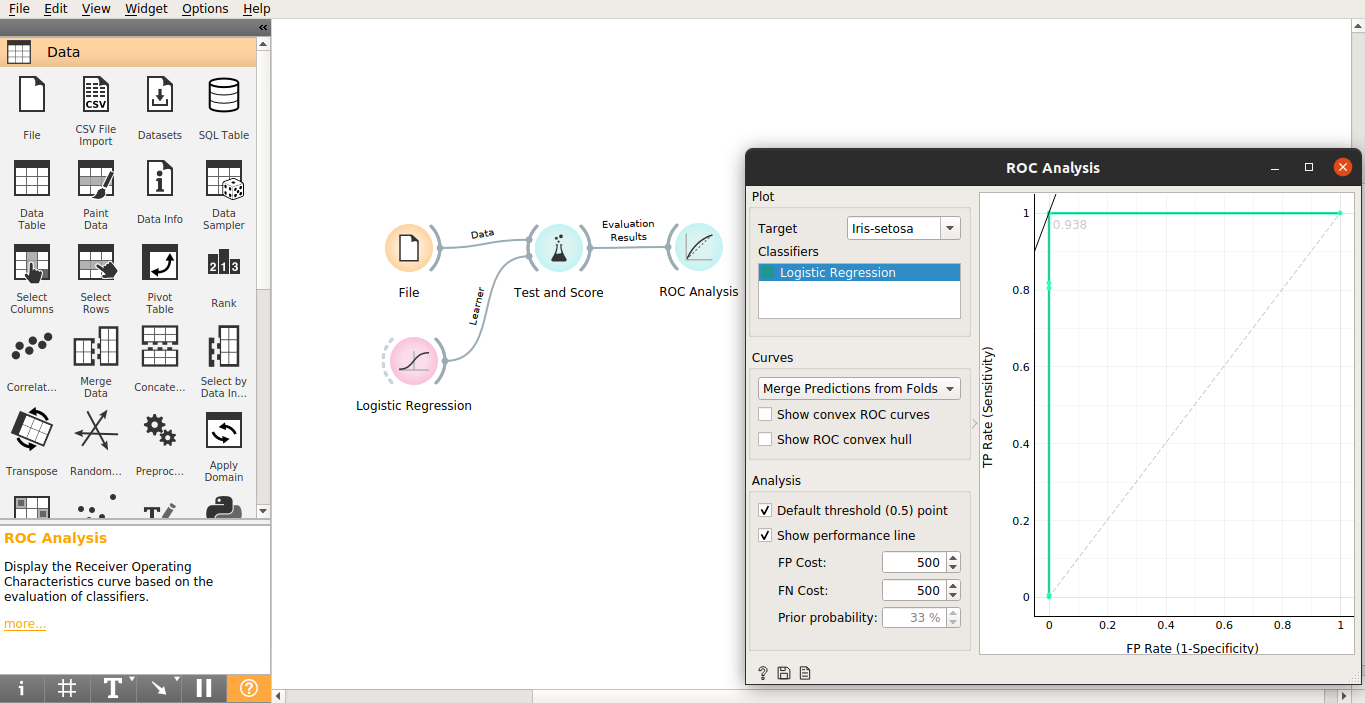 File Edit View Widget Options Help
«
Data
File
CSV
CSV File
Import
Datasets
SQL Table
Data
Table
Paint
Data
Data Info
Data
Sampler
Select
Columns
Select
Rows
Pivot
Table
2 1 3
Rank
Correlat...
Merge
Data
Concate...
Select by
Data In...
Transpose
Random...
Preproc...
Apply
Domain
ROC Analysis
Display the Receiver Operating
Characteristics curve based on the
evaluation of classifiers.
more...
i # T ?
File
Data
Test and Score
Evaluation
Results
ROC Analysis
Learner
Logistic Regression
ROC Analysis
Plot
Target Iris-setosa
Classifiers
Logistic Regression
Curves
Merge Predictions from Folds
Show convex ROC curves
Show ROC convex hull
Analysis
Default threshold (0.5) point
Show performance line
FP Cost: 500
FN Cost: 500
Prior probability: 33 %
?
TP Rate (Sensitivity)
1
0.8
0.6
0.4
0.2
0
0.938
0 0.2 0.4 0.6 0.8 1
FP Rate (1-Specificity)